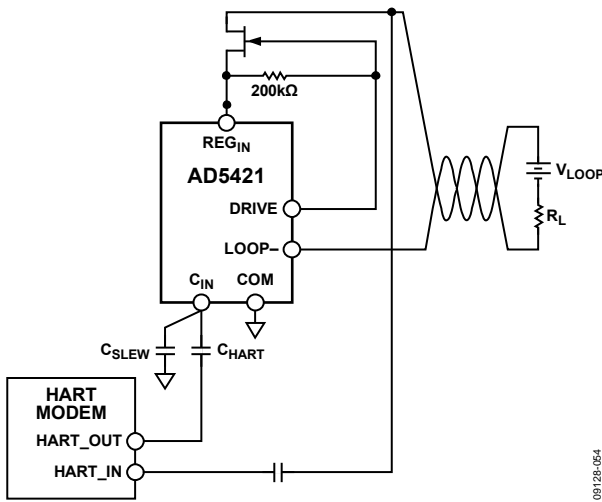 200kΩ
REGIN
AD5421
VLOOP
DRIVE
RL
LOOP–
CIN
COM
CSLEW
CHART
HART
MODEM
HART_OUT
HART_IN
09128-054